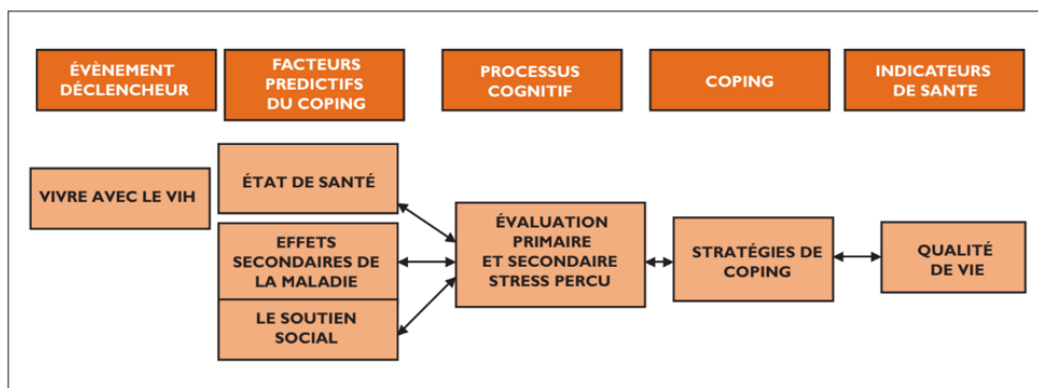 ÉVÈNEMENT
DÉCLENCHEUR
FACTEURS
PREDICTIFS
DU COPING
PROCESSUS
COGNITIF
COPING
INDICATEURS
DE SANTE
VIVRE AVEC LE VIH
ÉTAT DE SANTÉ
EFFETS
SECONDAIRES DE
LA MALADIE
LE SOUTIEN
SOCIAL
ÉVALUATION
PRIMAIRE
ET SECONDAIRE
STRESS PERCU
STRATÉGIES DE
COPING
QUALITÉ
DE VIE